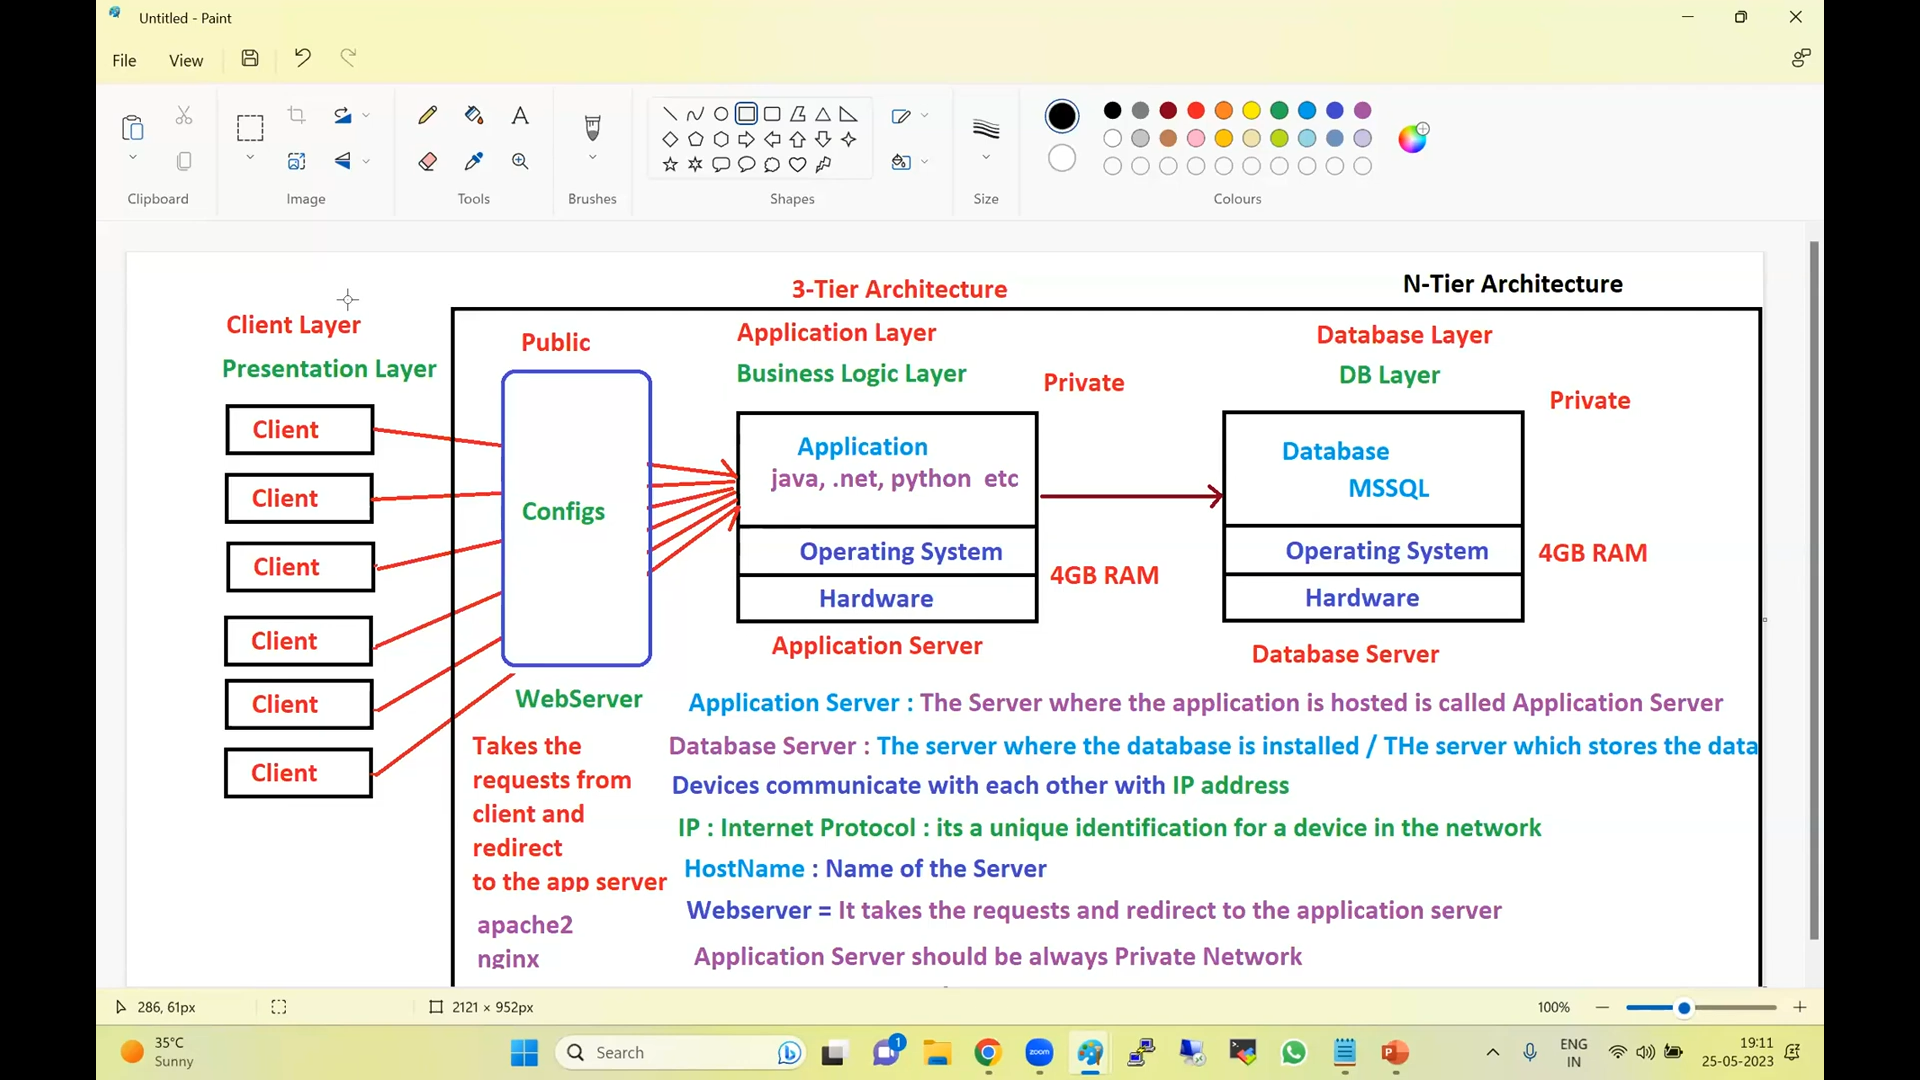 Untitled - Paint
File
View
Clipboard
Image
Tools
Brushes
Shapes
Size
Colours
3-Tier Architecture
N-Tier Architecture
Client Layer
Public
Application Layer
Database Layer
Presentation Layer
Business Logic Layer
Private
DB Layer
Private
Client
Client
Client
Client
Client
Client
Configs
WebServer
Application
java, .net, python  etc
Operating System
Hardware
4GB RAM
Application Server
Database
MSSQL
Operating System
Hardware
4GB RAM
Database Server
Takes the
requests from
client and
redirect
to the app server
apache2
nginx
Application Server : The Server where the application is hosted is called Application Server
Database Server : The server where the database is installed / THe server which stores the data
Devices communicate with each other with IP address
IP : Internet Protocol : its a unique identification for a device in the network
HostName : Name of the Server
Webserver = It takes the requests and redirect to the application server
Application Server should be always Private Network
286, 61px
2121 × 952px
100%
35°C
Sunny
Search
1
zoom
ENG
IN
19:11
25-05-2023